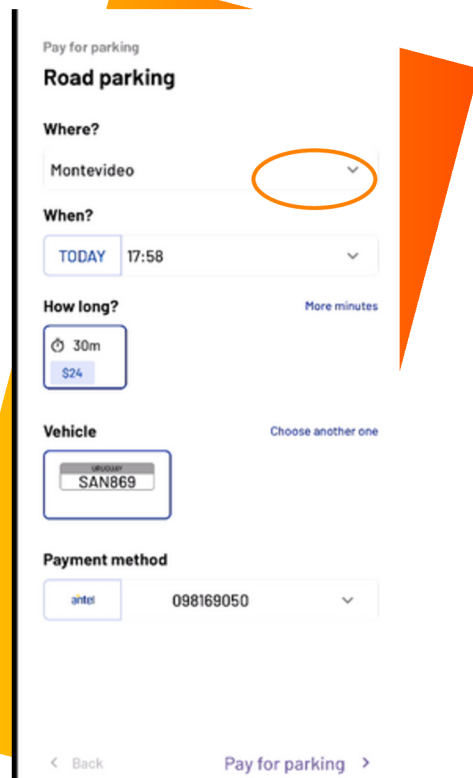 Pay for parking
Road parking
Where?
Montevideo
When?
TODAY 17:58
How long? More minutes
30m
$24
Vehicle Choose another one
URUGUAY
SAN869
Payment method
antel 098169050
Back Pay for parking